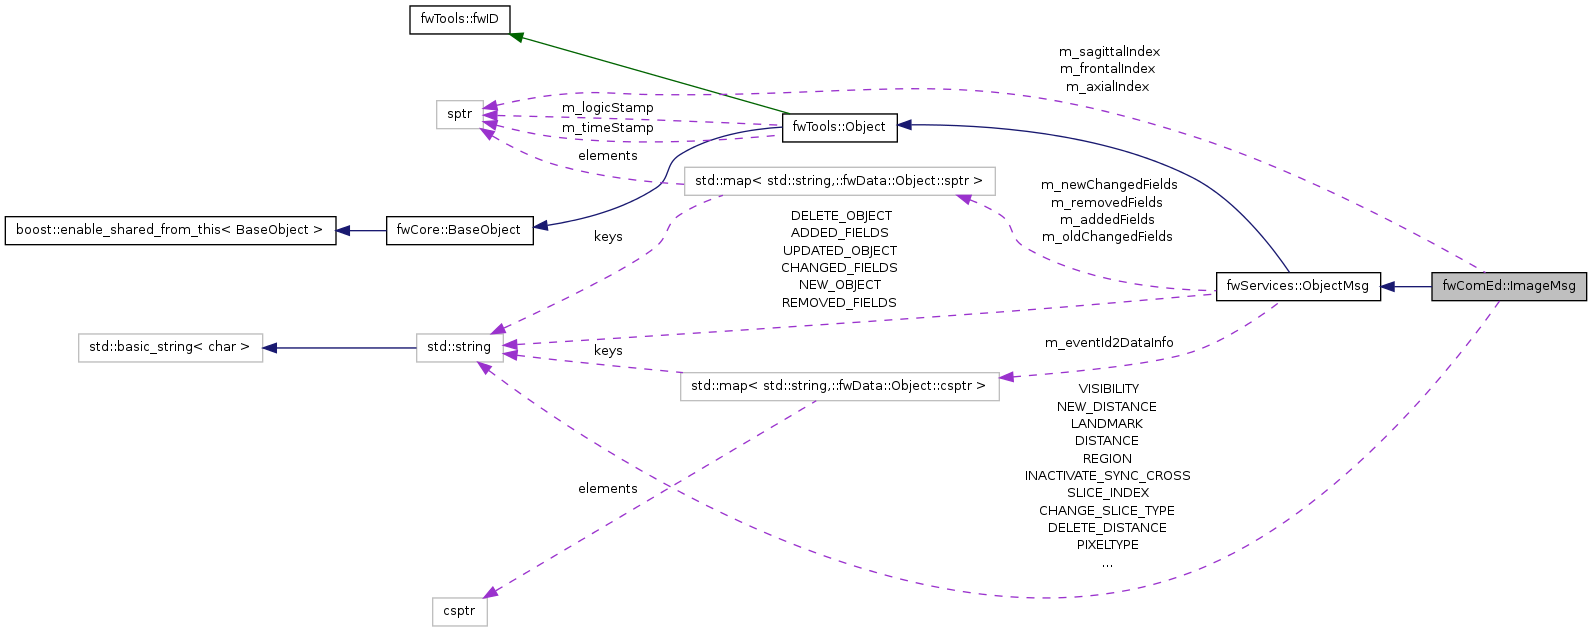 fwTools::fwID
m_sagittalIndex
m_frontalIndex
m_axialIndex
sptr
m_logicStamp
m_timeStamp
fwTools::Object
elements
std::map< std::string,::fwData::Object::sptr >
m_newChangedFields
m_removedFields
m_addedFields
m_oldChangedFields
boost::enable_shared_from_this< BaseObject >
fwCore::BaseObject
keys
DELETE_OBJECT
ADDED_FIELDS
UPDATED_OBJECT
CHANGED_FIELDS
NEW_OBJECT
REMOVED_FIELDS
fwServices::ObjectMsg
fwComEd::ImageMsg
std::basic_string< char >
std::string
keys
m_eventId2DataInfo
std::map< std::string,::fwData::Object::csptr >
VISIBILITY
NEW_DISTANCE
LANDMARK
DISTANCE
REGION
INACTIVATE_SYNC_CROSS
SLICE_INDEX
CHANGE_SLICE_TYPE
DELETE_DISTANCE
PIXELTYPE
...
elements
csptr